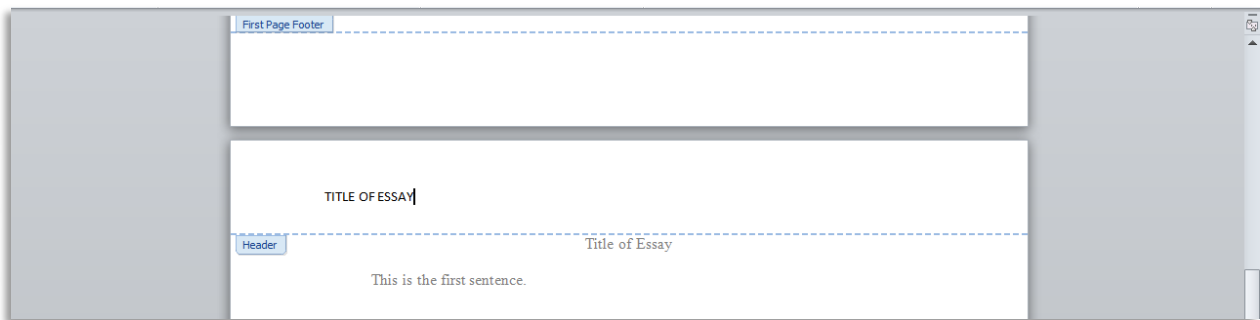 First Page Footer
TITLE OF ESSAY
Header
Title of Essay
This is the first sentence.